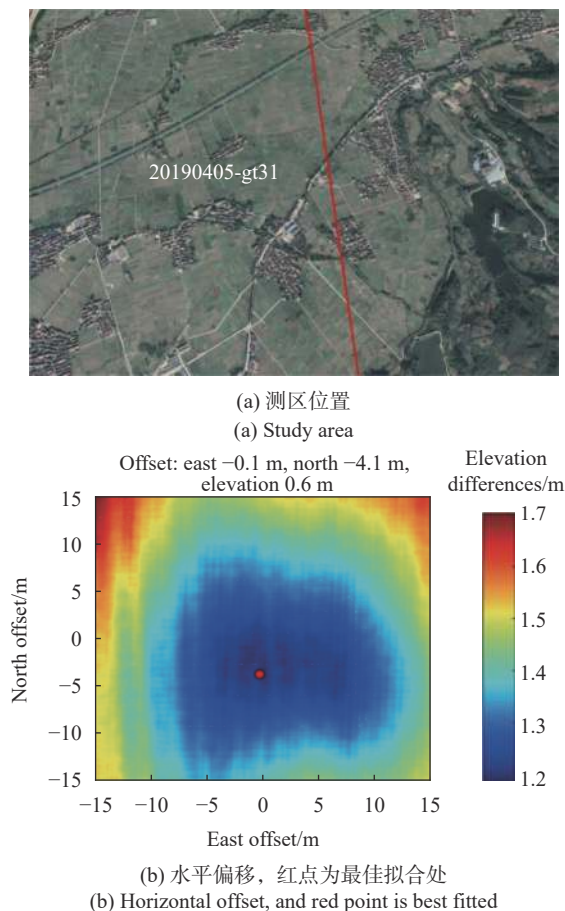 20190405-gt31
(a) 测区位置
(a) Study area
Offset: east −0.1 m, north −4.1 m,
elevation 0.6 m
Elevation
differences/m
15
10
5
0
−5
−10
−15
North offset/m
−15 −10 −5 0 5 10 15
East offset/m
1.7
1.6
1.5
1.4
1.3
1.2
(b) 水平偏移，红点为最佳拟合处
(b) Horizontal offset, and red point is best fitted